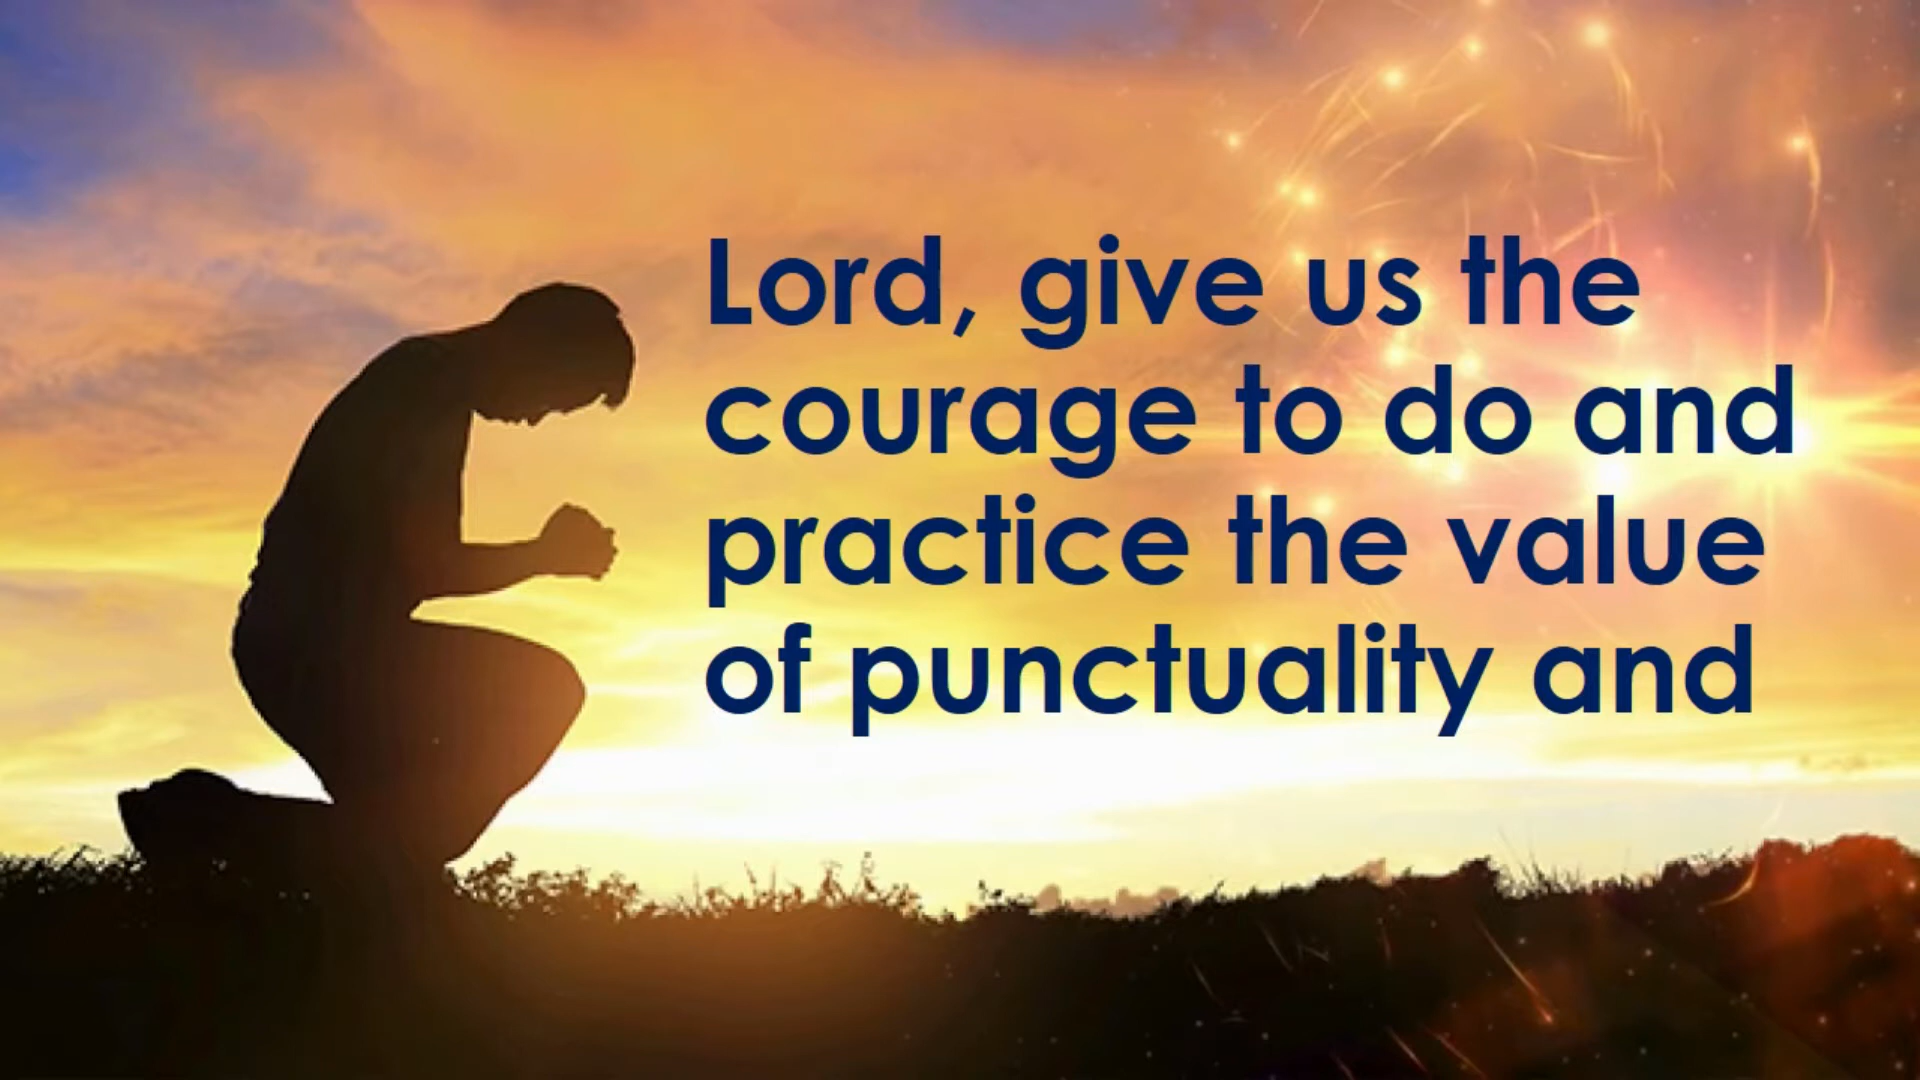 Lord, give us the
courage to do and
practice the value
of punctuality and